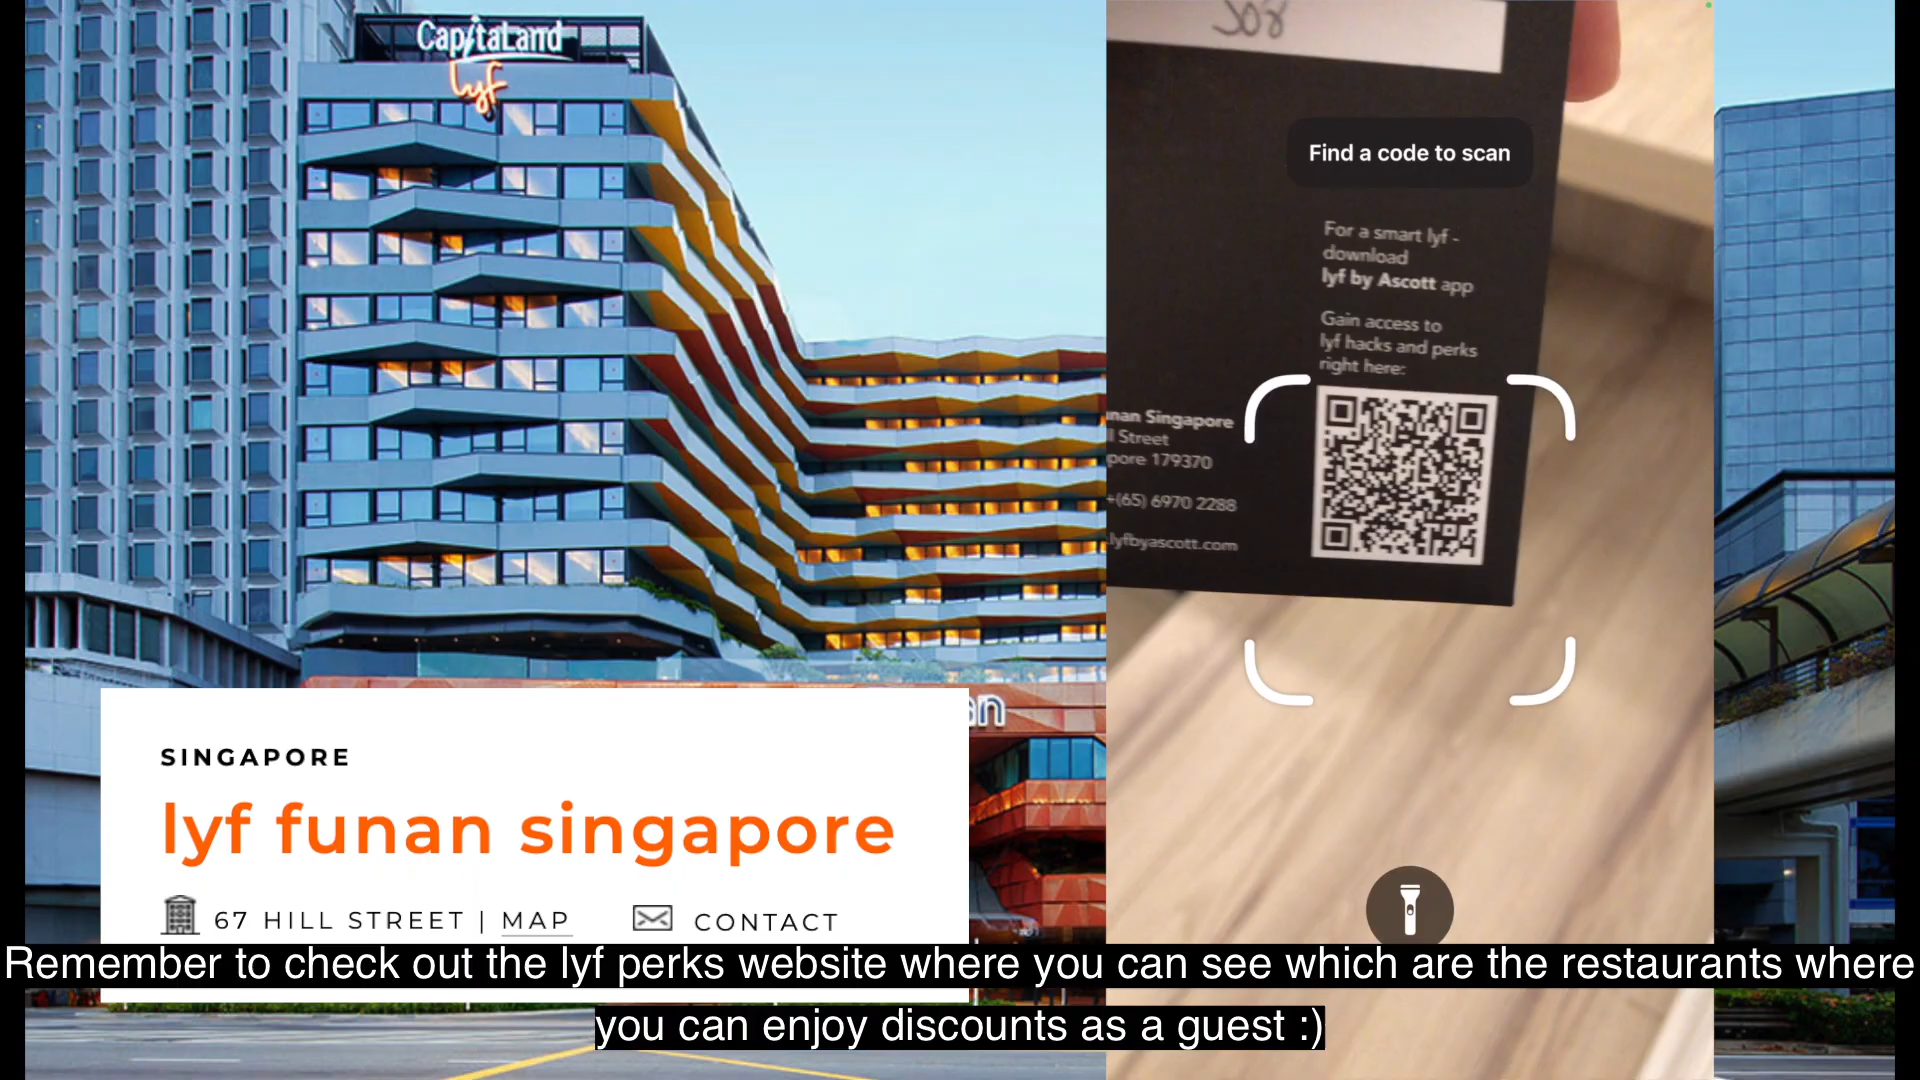 CapitaLand
lyf
SINGAPORE
lyf funan singapore
67 HILL STREET | MAP
CONTACT
308
Find a code to scan
For a smart lyf -
download
lyf by Ascott app
Gain access to
lyf hacks and perks
right here:
Singapore
Street
179370
+(65) 6970 2288
lyfbyascott.com
Remember to check out the lyf perks website where you can see which are the restaurants where
you can enjoy discounts as a guest :)